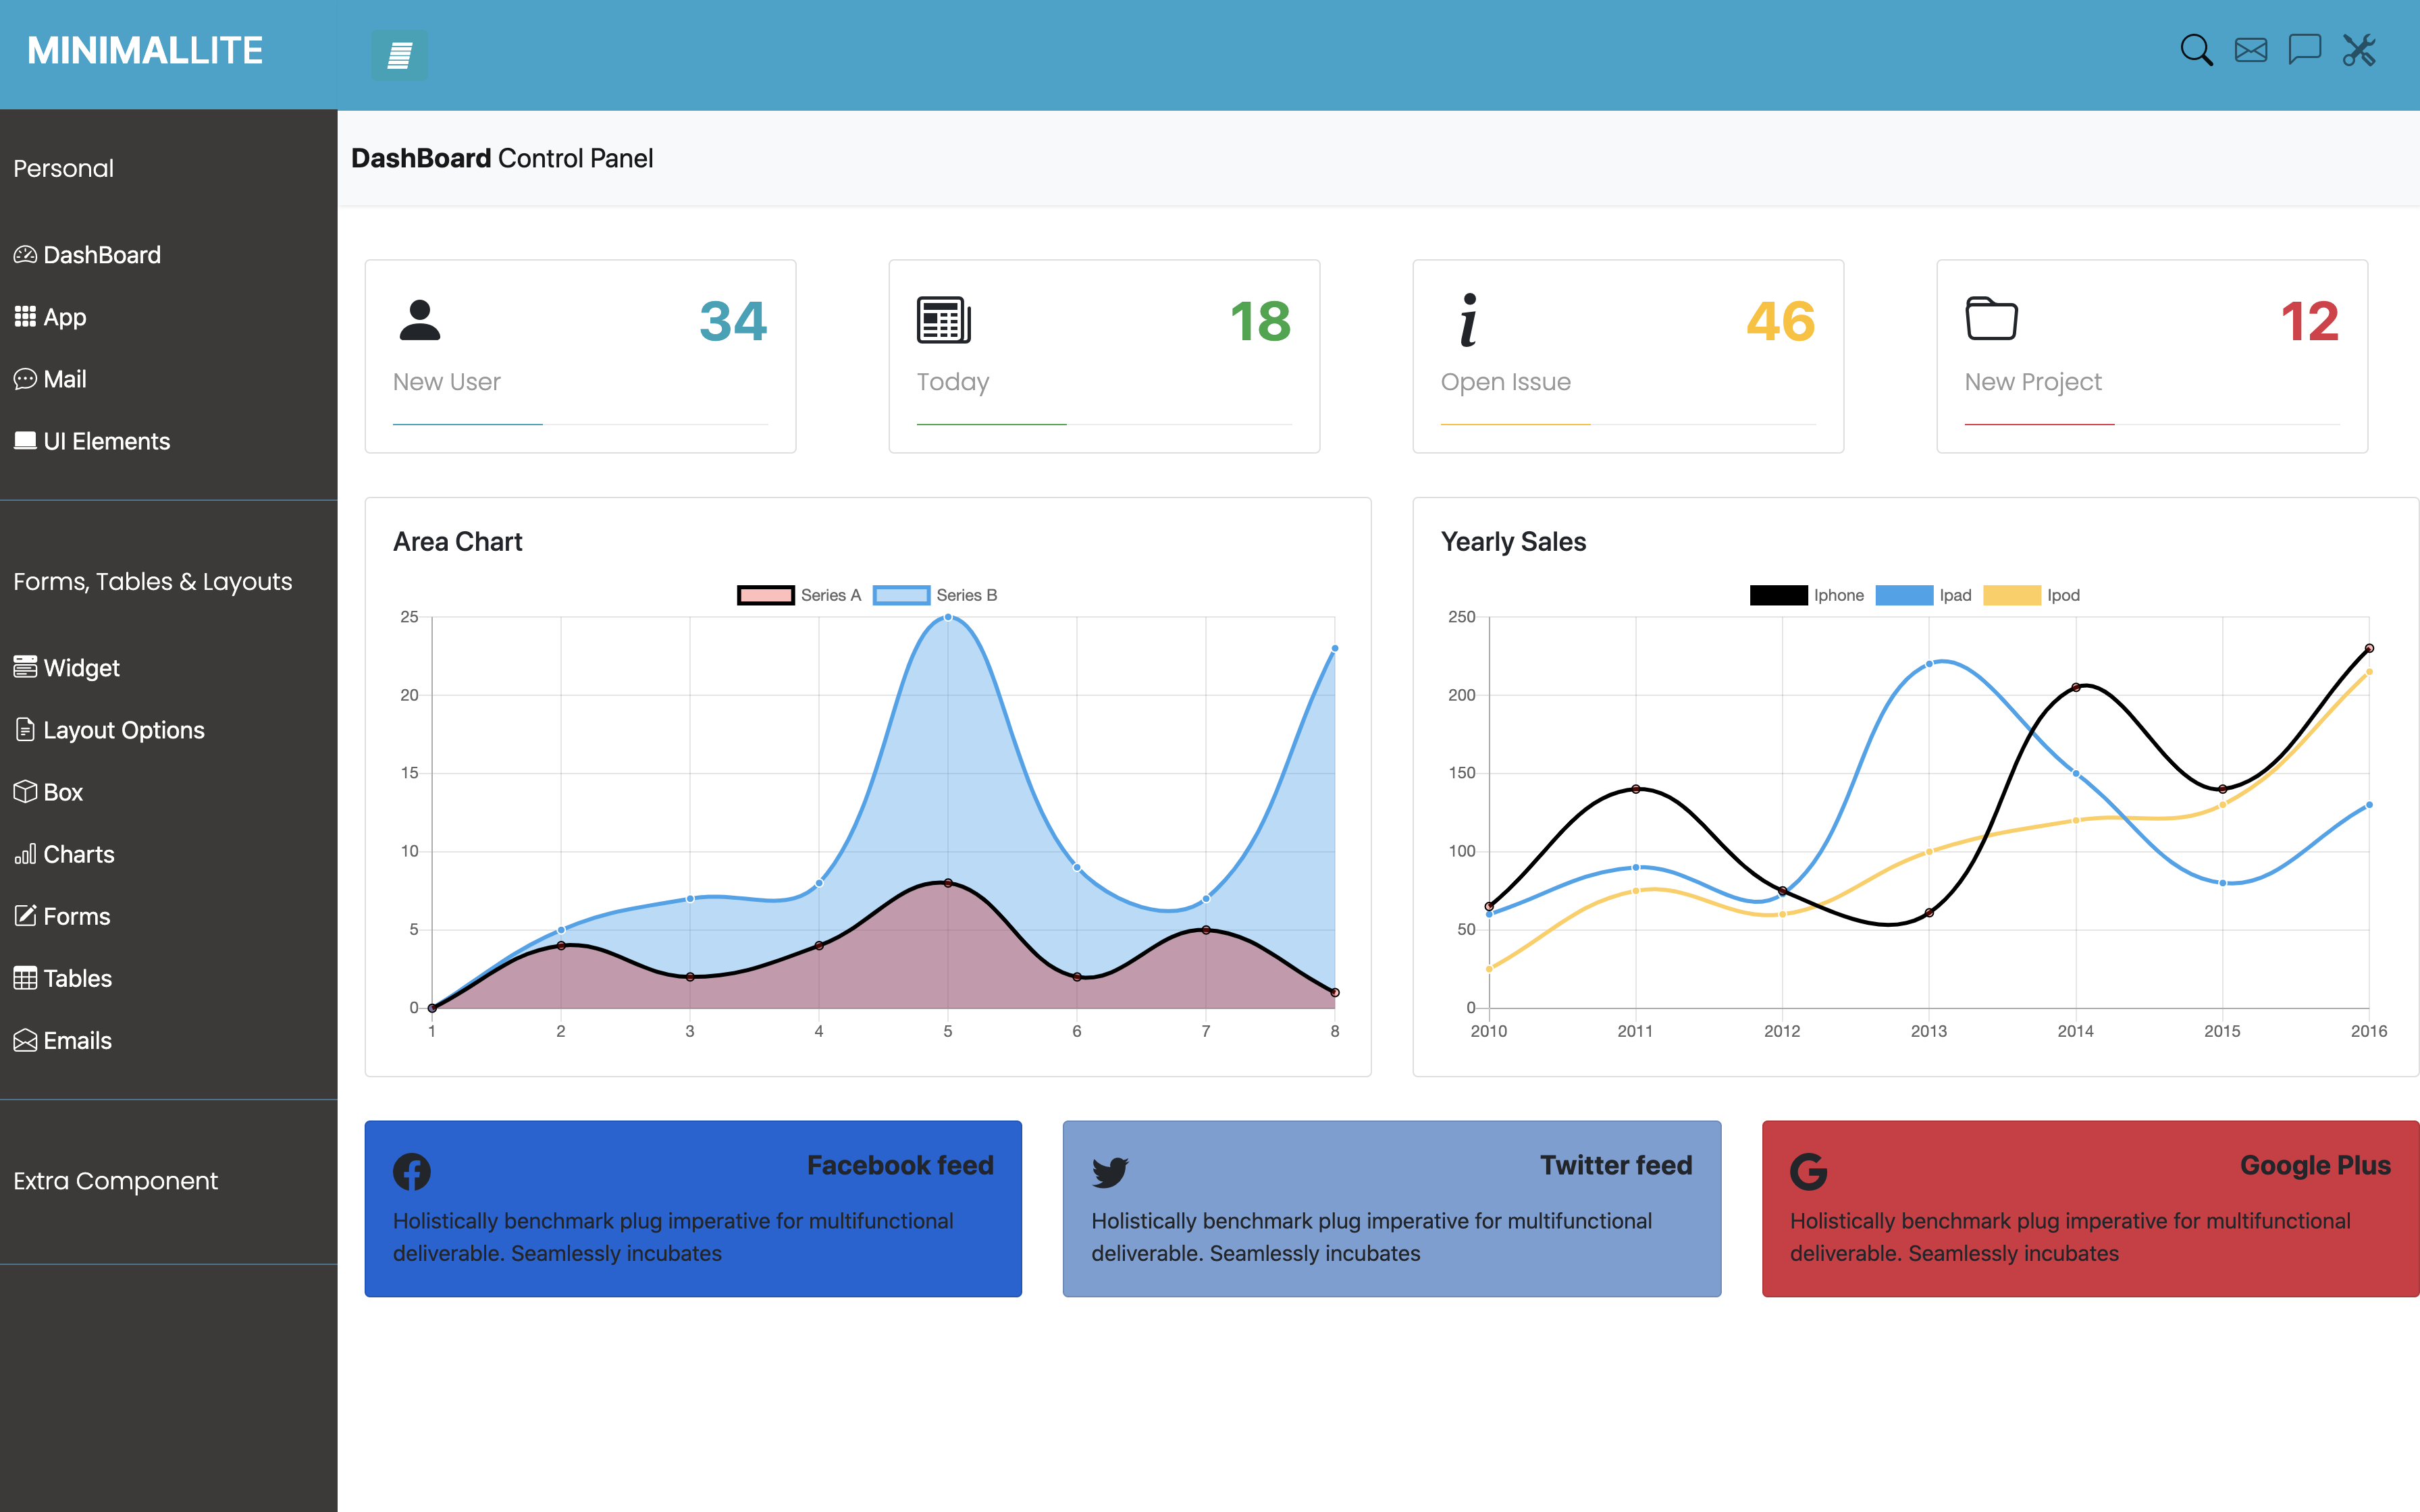 MINIMALLITE
Personal
DashBoard
App
Mail
UI Elements
Forms, Tables & Layouts
Widget
Layout Options
Box
Charts
Forms
Tables
Emails
Extra Component
DashBoard Control Panel
34
New User
18
Today
46
Open Issue
12
New Project
Area Chart
Series A Series B
25
20
15
10
5
0
1 2 3 4 5 6 7 8
Yearly Sales
Iphone Ipad Ipod
250
200
150
100
50
0
2010 2011 2012 2013 2014 2015 2016
Facebook feed
Holistically benchmark plug imperative for multifunctional
deliverable. Seamlessly incubates
Twitter feed
Holistically benchmark plug imperative for multifunctional
deliverable. Seamlessly incubates
Google Plus
Holistically benchmark plug imperative for multifunctional
deliverable. Seamlessly incubates